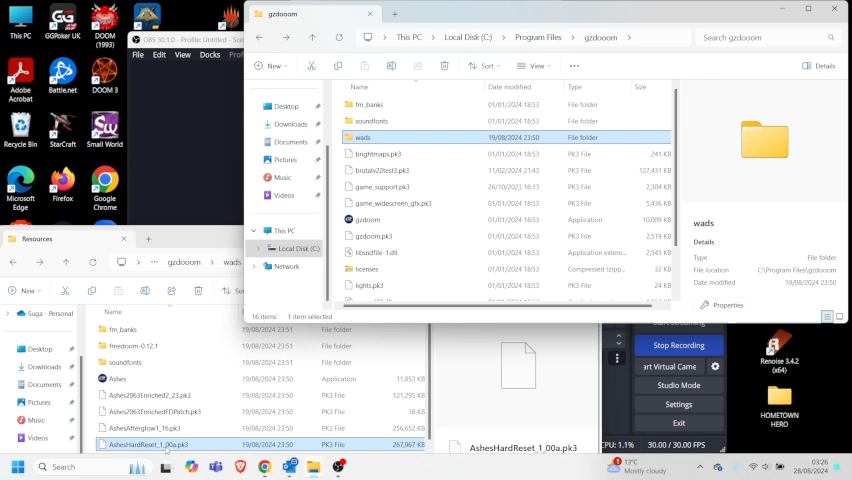 This PC
GGPoker UK
DOOM (1993)
Adobe Acrobat
Battle.net
DOOM 3
Recycle Bin
StarCraft
Small World
Microsoft Edge
Firefox
Google Chrome
OBS 30.1.0 - Profile: Untitled - Scene
File Edit View Docks
gzdooom
This PC > Local Disk (C:) > Program Files > gzdooom >
Search gzdooom
New
Sort
View
Details
Name Date modified Type Size
Desktop
Downloads
Documents
Pictures
Music
Videos
This PC
Local Disk (C:)
Network
fm_banks 01/01/2024 18:53 File folder
soundfonts 01/01/2024 18:53 File folder
wads 19/08/2024 23:50 File folder
brightmaps.pk3 01/01/2024 18:53 PK3 File 241 KB
brutalv22test3.pk3 11/02/2024 21:43 PK3 File 127,431 KB
game_support.pk3 26/10/2023 16:13 PK3 File 2,304 KB
game_widescreen_gfx.pk3 01/01/2024 18:53 PK3 File 5,436 KB
gzdoom 01/01/2024 18:53 Application 10,009 KB
gzdoom.pk3 01/01/2024 18:53 PK3 File 2,519 KB
libsndfile-1.dll 01/01/2024 18:53 Application extens... 2,543 KB
licenses 01/01/2024 18:53 Compressed (zipp... 32 KB
lights.pk3 01/01/2024 18:53 PK3 File 24 KB
wads
Details
Type File folder
File location C:\Program Files\gzdooom
Date modified 19/08/2024 23:50
Properties
16 items 1 item selected
Resources
gzdooom > wads
New
Suga - Personal
Desktop
Downloads
Documents
Pictures
Music
Videos
fm_banks 19/08/2024 23:51 File folder
freedoom-0.12.1 19/08/2024 23:51 File folder
soundfonts 19/08/2024 23:51 File folder
Ashes 19/08/2024 23:50 Application 11,053 KB
Ashes2063Enriched2_23.pk3 19/08/2024 23:50 PK3 File 121,295 KB
Ashes2063EnrichedFDPatch.pk3 19/08/2024 23:50 PK3 File 38 KB
AshesAfterglow1_16.pk3 19/08/2024 23:50 PK3 File 256,652 KB
AshesHardReset_1_00a.pk3 19/08/2024 23:50 PK3 File 267,967 KB
AshesHardReset_1_00a.pk3
Stop Recording
art Virtual Came
Studio Mode
Settings
Exit
CPU: 1.1% 30.00 / 30.00 FPS
Renoise 3.4.2 (x64)
HOMETOWN HERO
Search
13°C
Mostly cloudy
03:26
28/08/2024